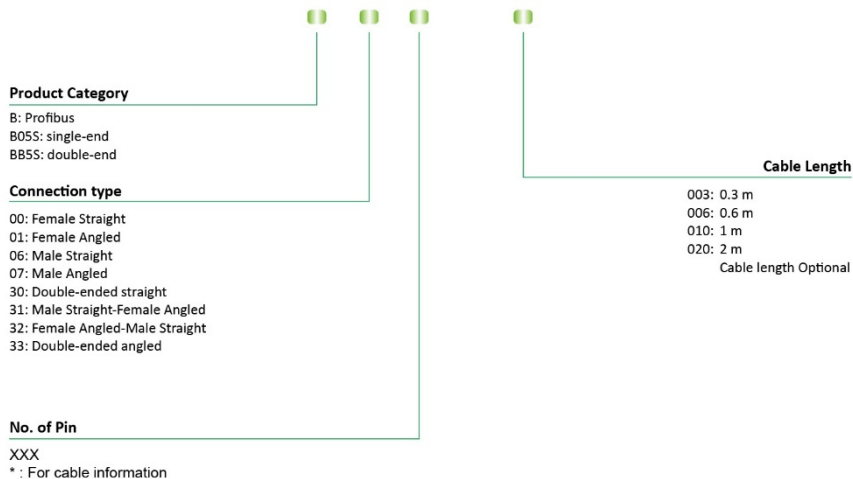 Product Category
B: Profibus
B05S: single-end
BB5S: double-end
Connection type
00: Female Straight
01: Female Angled
06: Male Straight
07: Male Angled
30: Double-ended straight
31: Male Straight-Female Angled
32: Female Angled-Male Straight
33: Double-ended angled
No. of Pin
XXX
* : For cable information
Cable Length
003: 0.3 m
006: 0.6 m
010: 1 m
020: 2 m
Cable length Optional